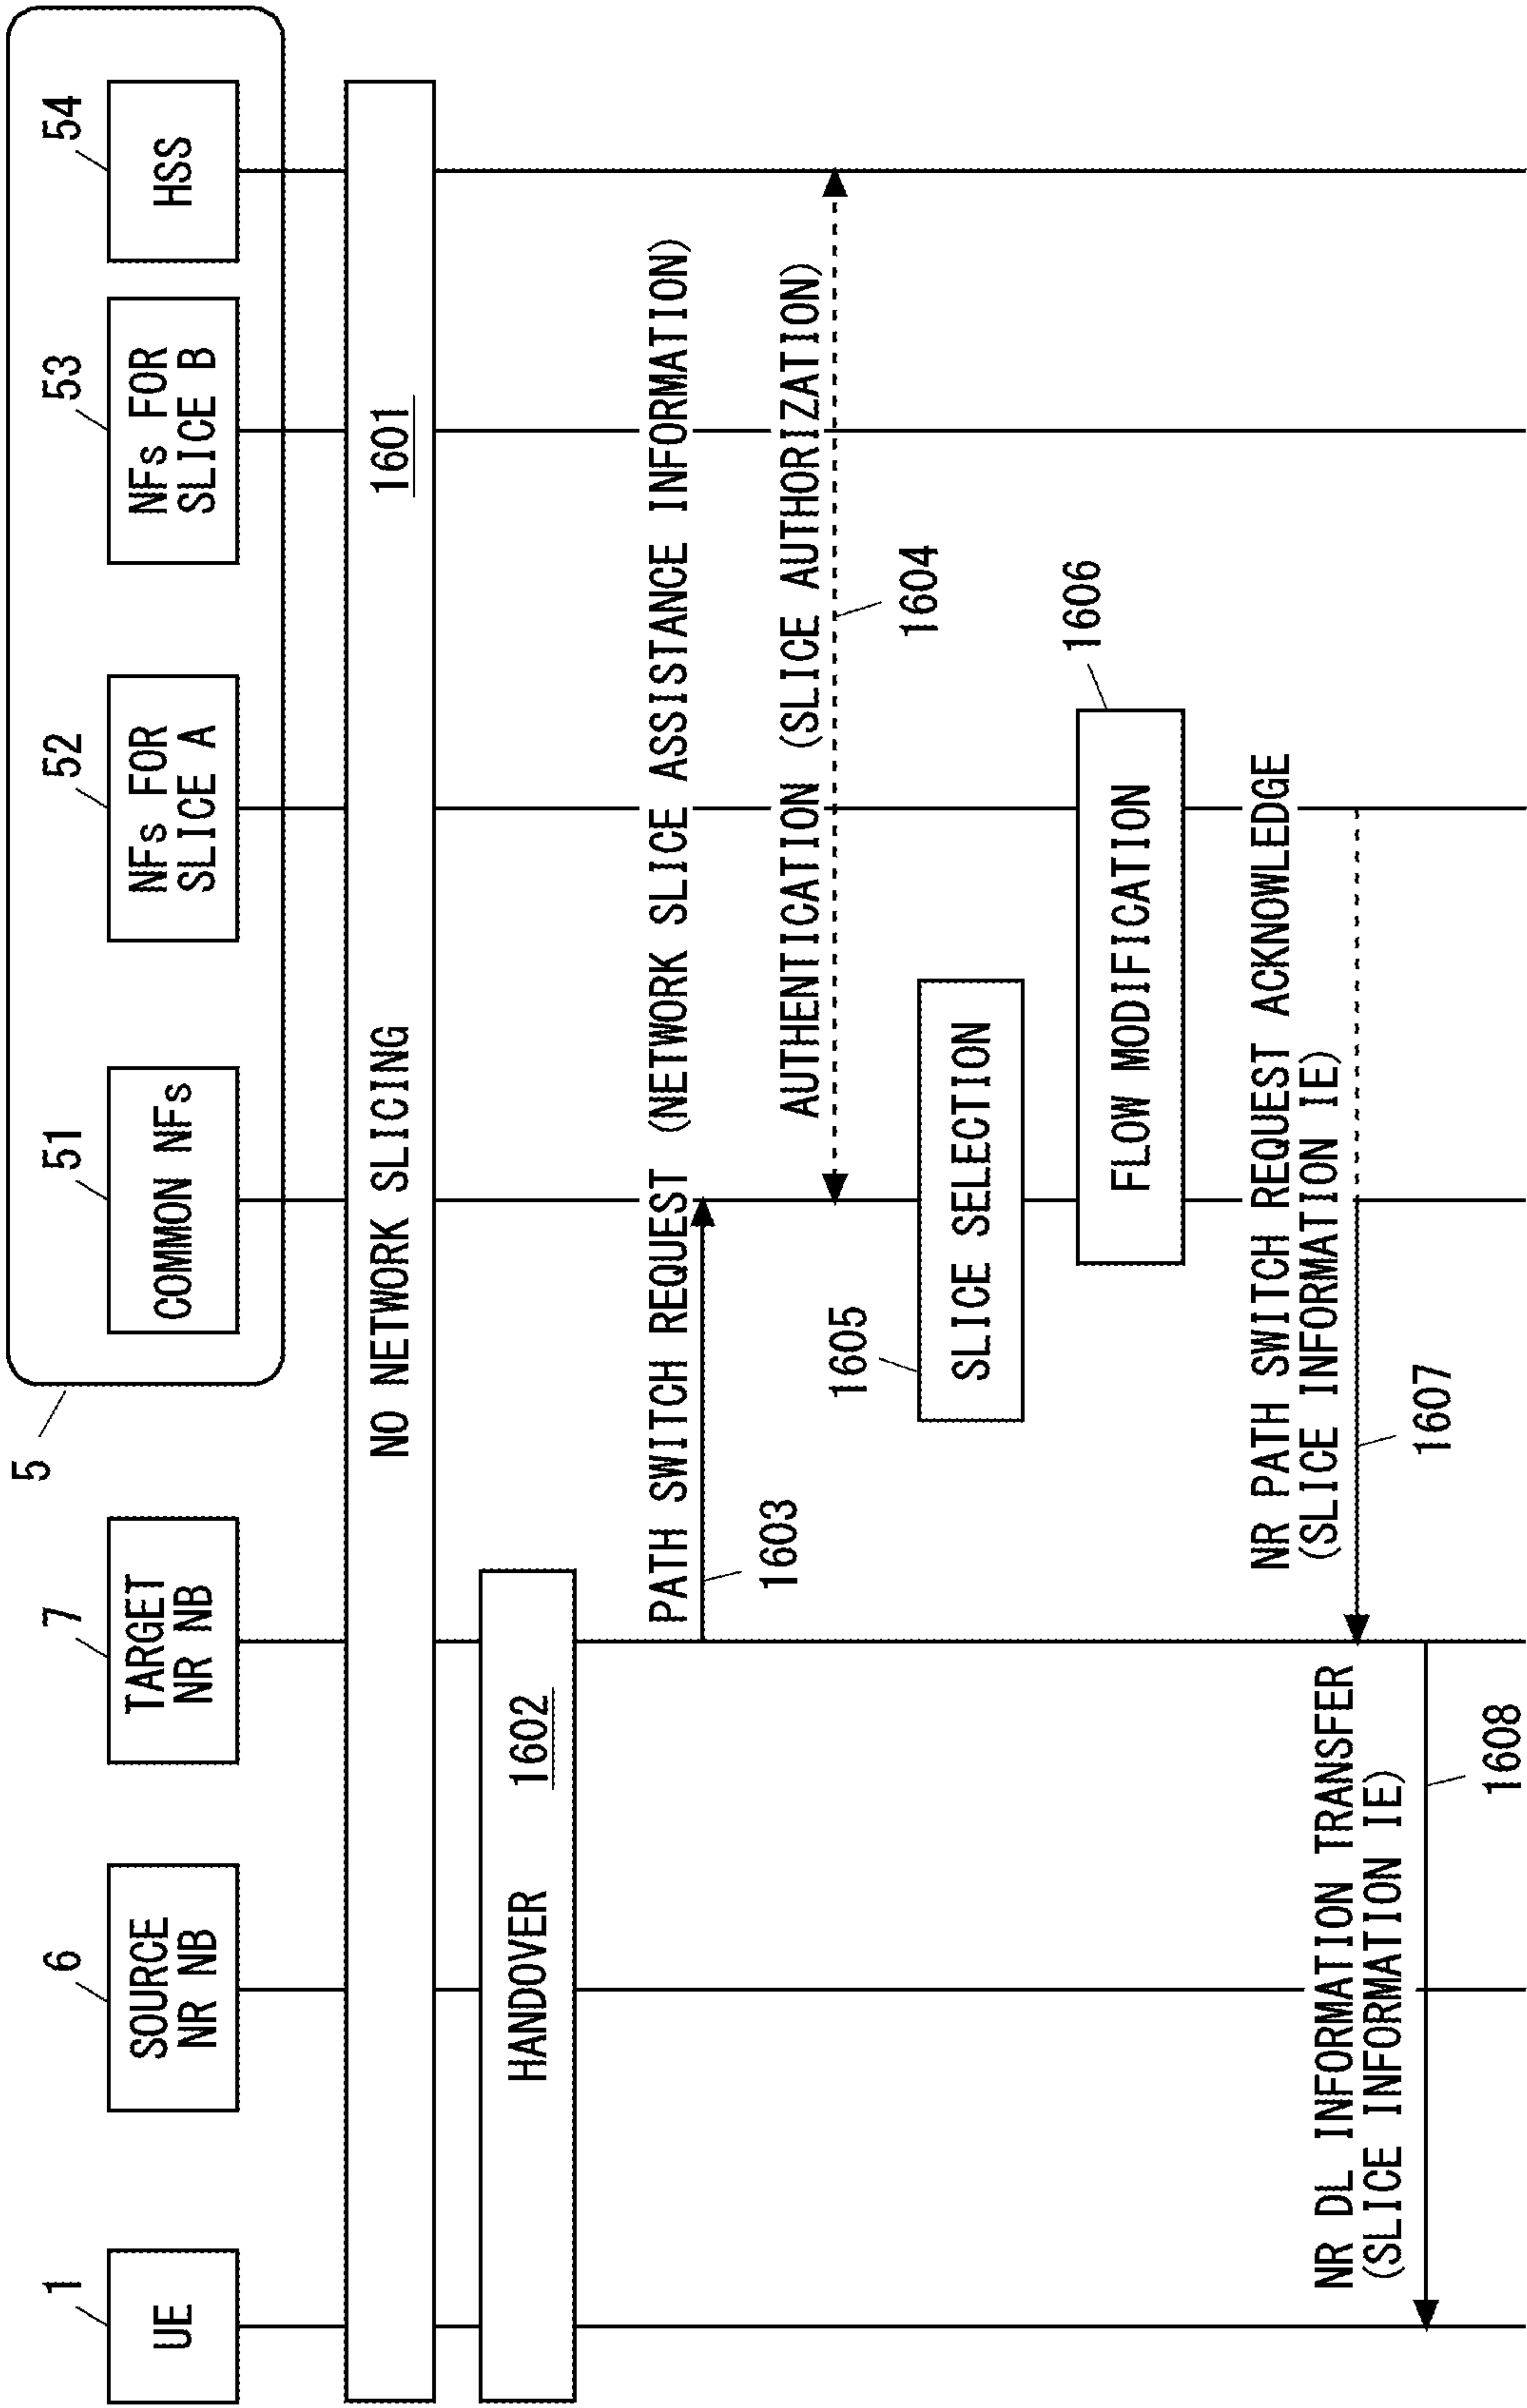 5
1
6
7
51
52
53
54
UE
SOURCE
NR NB
TARGET
NR NB
COMMON NFs
NFs FOR
SLICE A
NFs FOR
SLICE B
HSS
NO NETWORK SLICING
1601
HANDOVER
1602
PATH SWITCH REQUEST (NETWORK SLICE ASSISTANCE INFORMATION)
1603
AUTHENTICATION (SLICE AUTHORIZATION)
1604
1605
SLICE SELECTION
1606
FLOW MODIFICATION
NR PATH SWITCH REQUEST ACKNOWLEDGE
(SLICE INFORMATION IE)
1607
NR DL INFORMATION TRANSFER
(SLICE INFORMATION IE)
1608